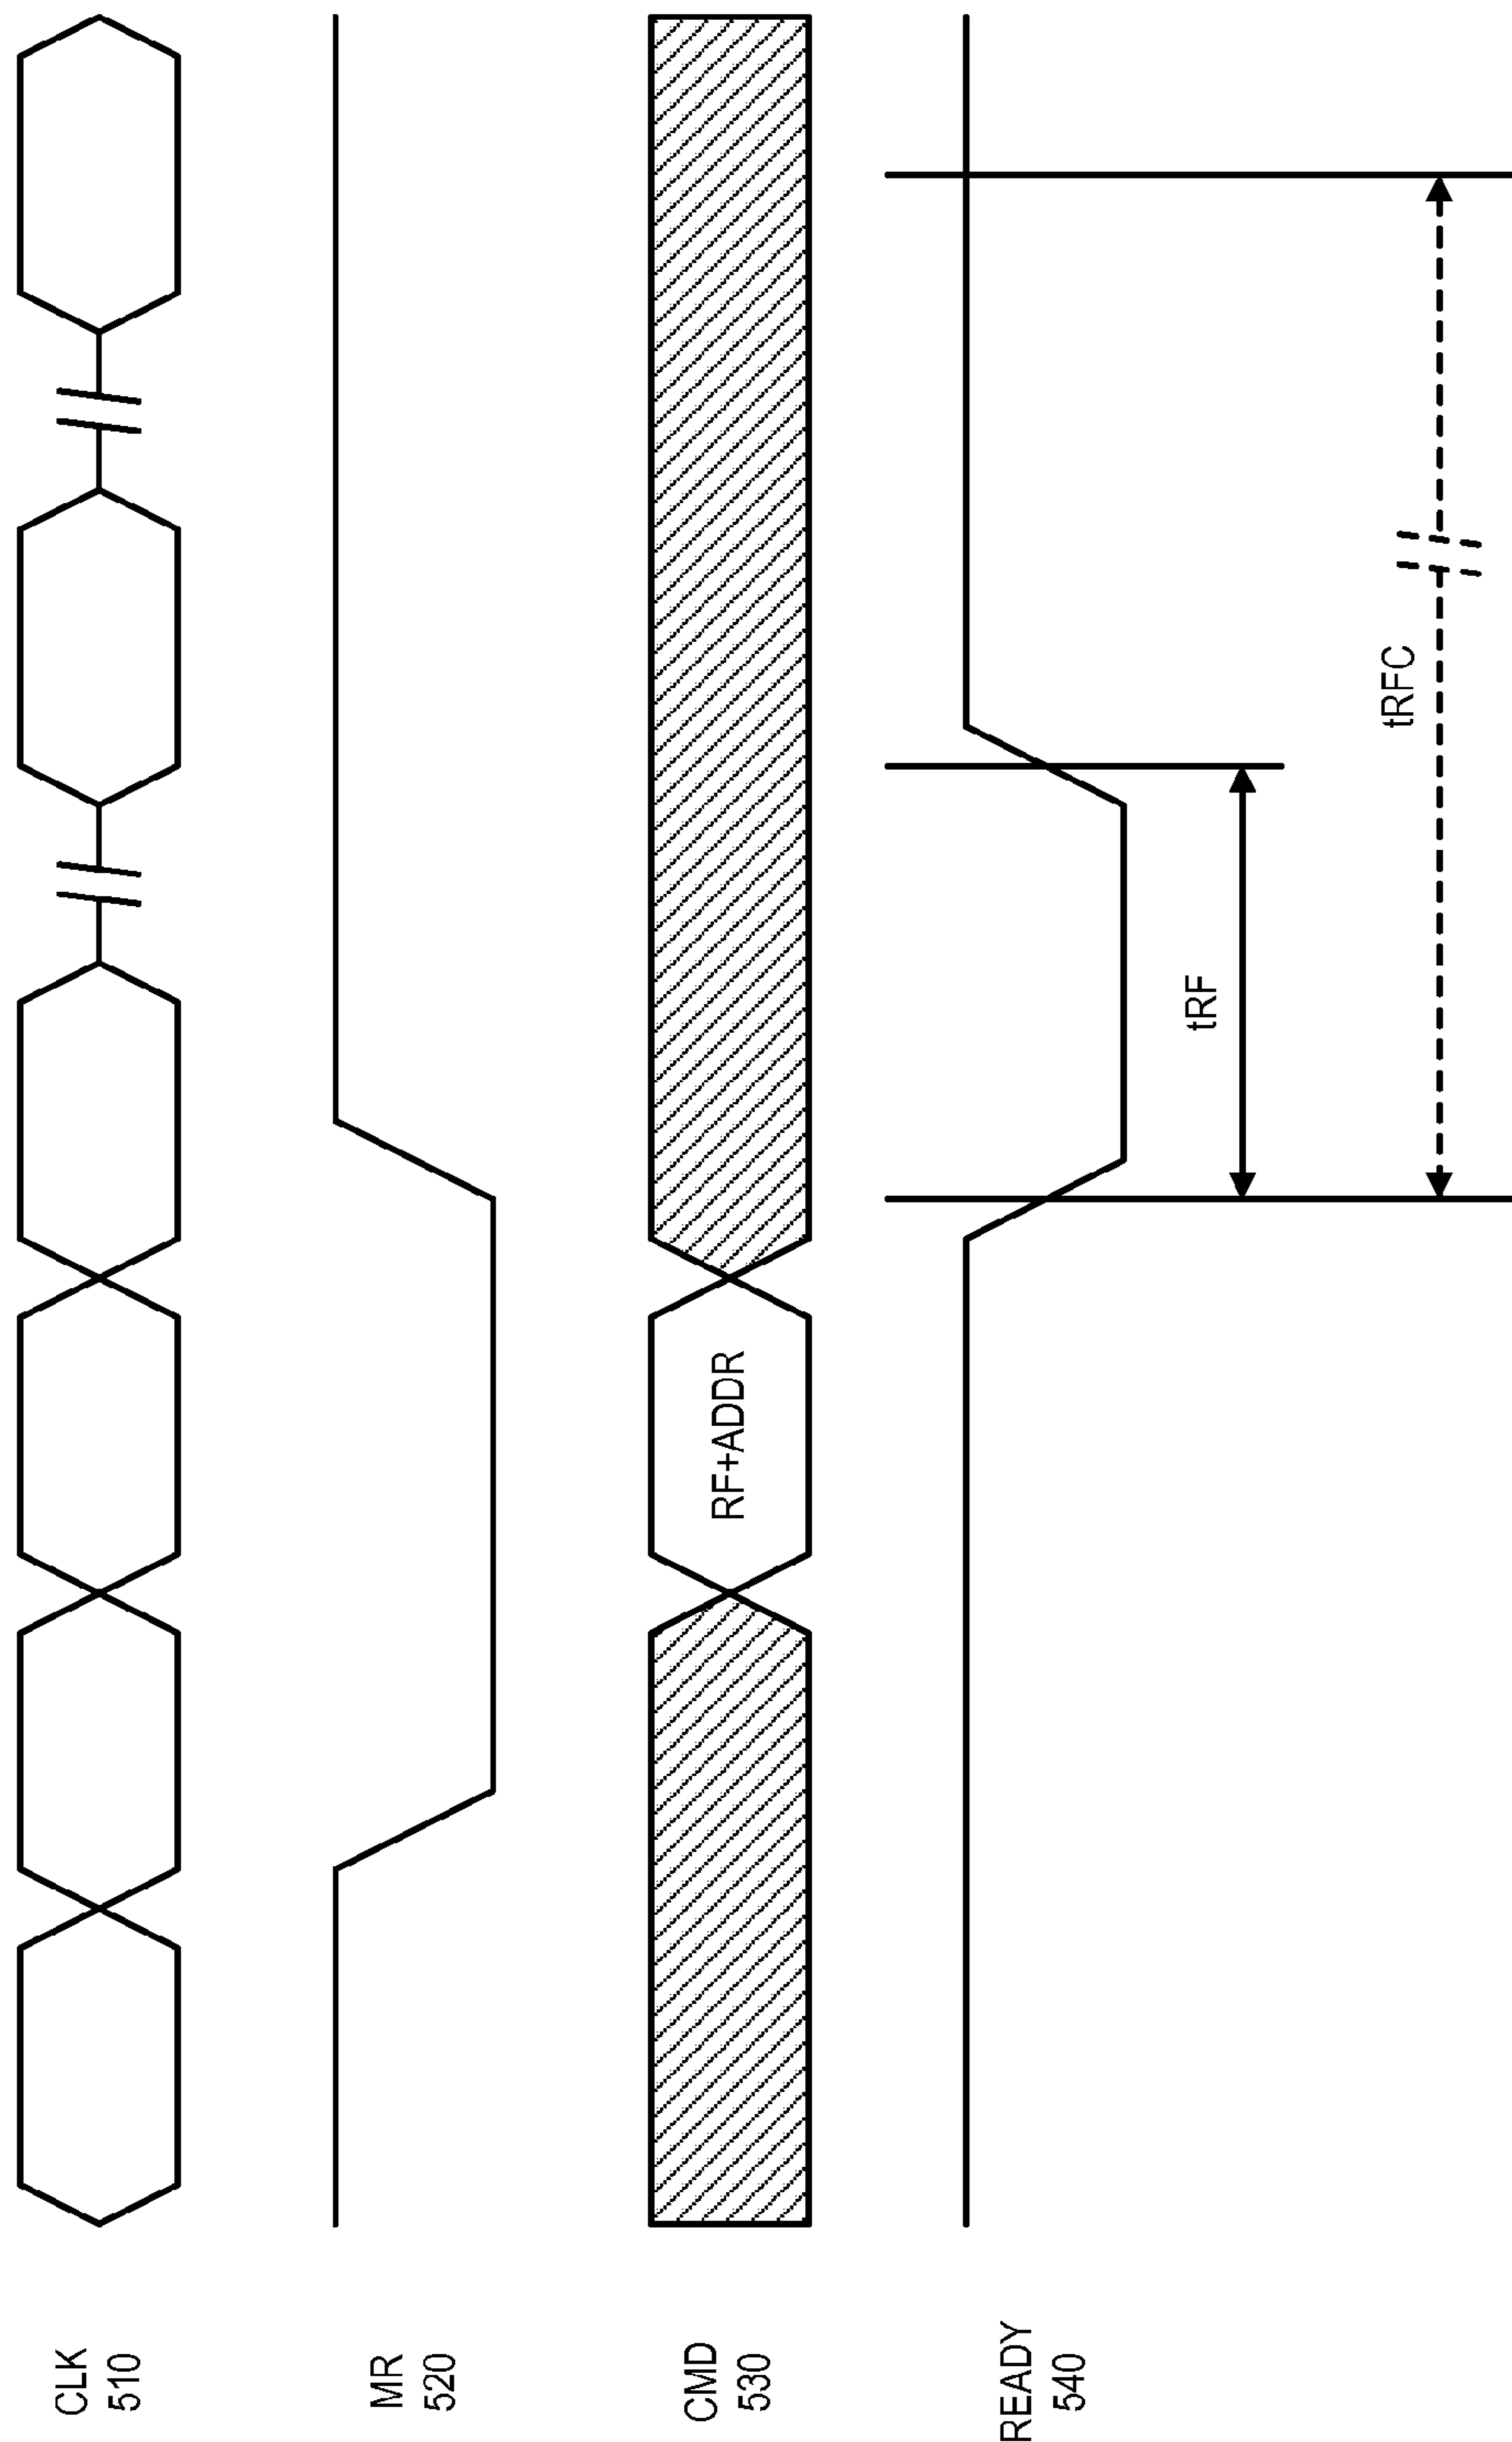 CLK
510
MR
520
CMD
530
RF+ADDR
READY
540
tRF
tRFC